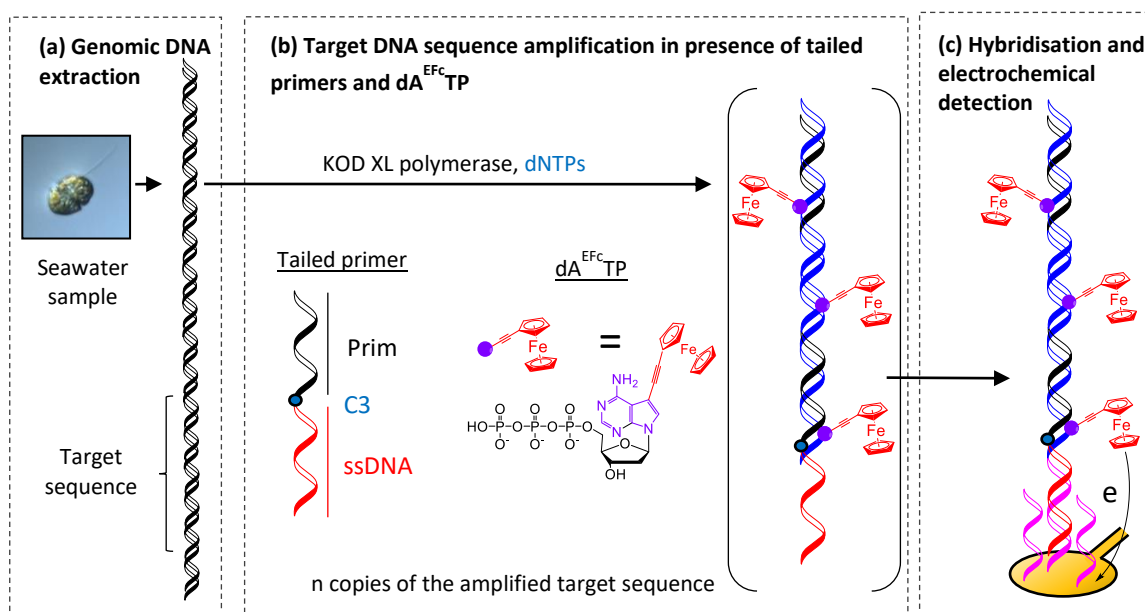 (a) Genomic DNA
extraction
Seawater
sample
Target
sequence
(b) Target DNA sequence amplification in presence of tailed
primers and dA^EFc TP
KOD XL polymerase, dNTPs
Tailed primer
Prim
C3
ssDNA
dA^EFc TP
Fe
=
Fe
NH2
N
N
N
O
O
O
HO-P-O-P-O-P-O
O-
O-
O-
O
OH
Fe
Fe
Fe
n copies of the amplified target sequence
(c) Hybridisation and
electrochemical
detection
Fe
Fe
Fe
e